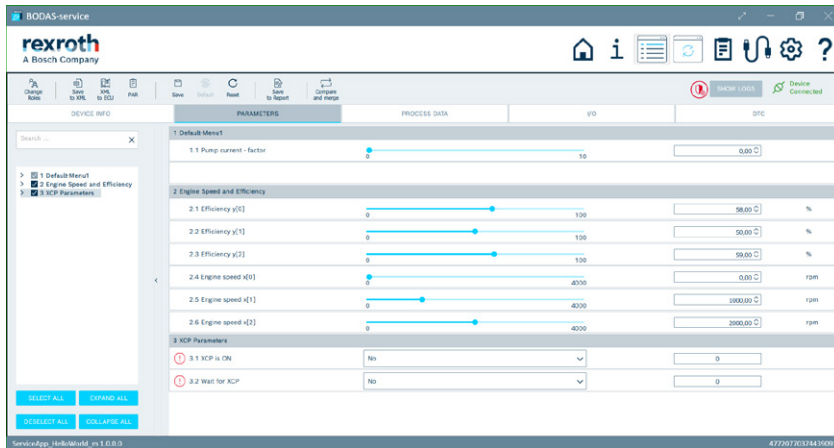 BODAS-service
rexroth
A Bosch Company
Change Roles
Save to XML
XML to ECU
PAR
Save
Default
Reset
Save to Report
Compare and merge
SHOW LOGS
Device Connected
DEVICE INFO
PARAMETERS
PROCESS DATA
I/O
DTC
Search ...
1 Default-Menu1
2 Engine Speed and Efficiency
3 XCP Parameters
SELECT ALL
EXPAND ALL
DESELECT ALL
COLLAPSE ALL
1 Default-Menu1
1.1 Pump current - factor
0
10
0,00
2 Engine Speed and Efficiency
2.1 Efficiency y[0]
0
100
58,00
%
2.2 Efficiency y[1]
0
100
50,00
%
2.3 Efficiency y[2]
0
100
59,00
%
2.4 Engine speed x[0]
0
4000
0,00
rpm
2.5 Engine speed x[1]
0
4000
1000,00
rpm
2.6 Engine speed x[2]
0
4000
2000,00
rpm
3 XCP Parameters
3.1 XCP is ON
No
0
3.2 Wait for XCP
No
0
ServiceApp_HelloWorld_m 1.0.8.0
4772077037443909